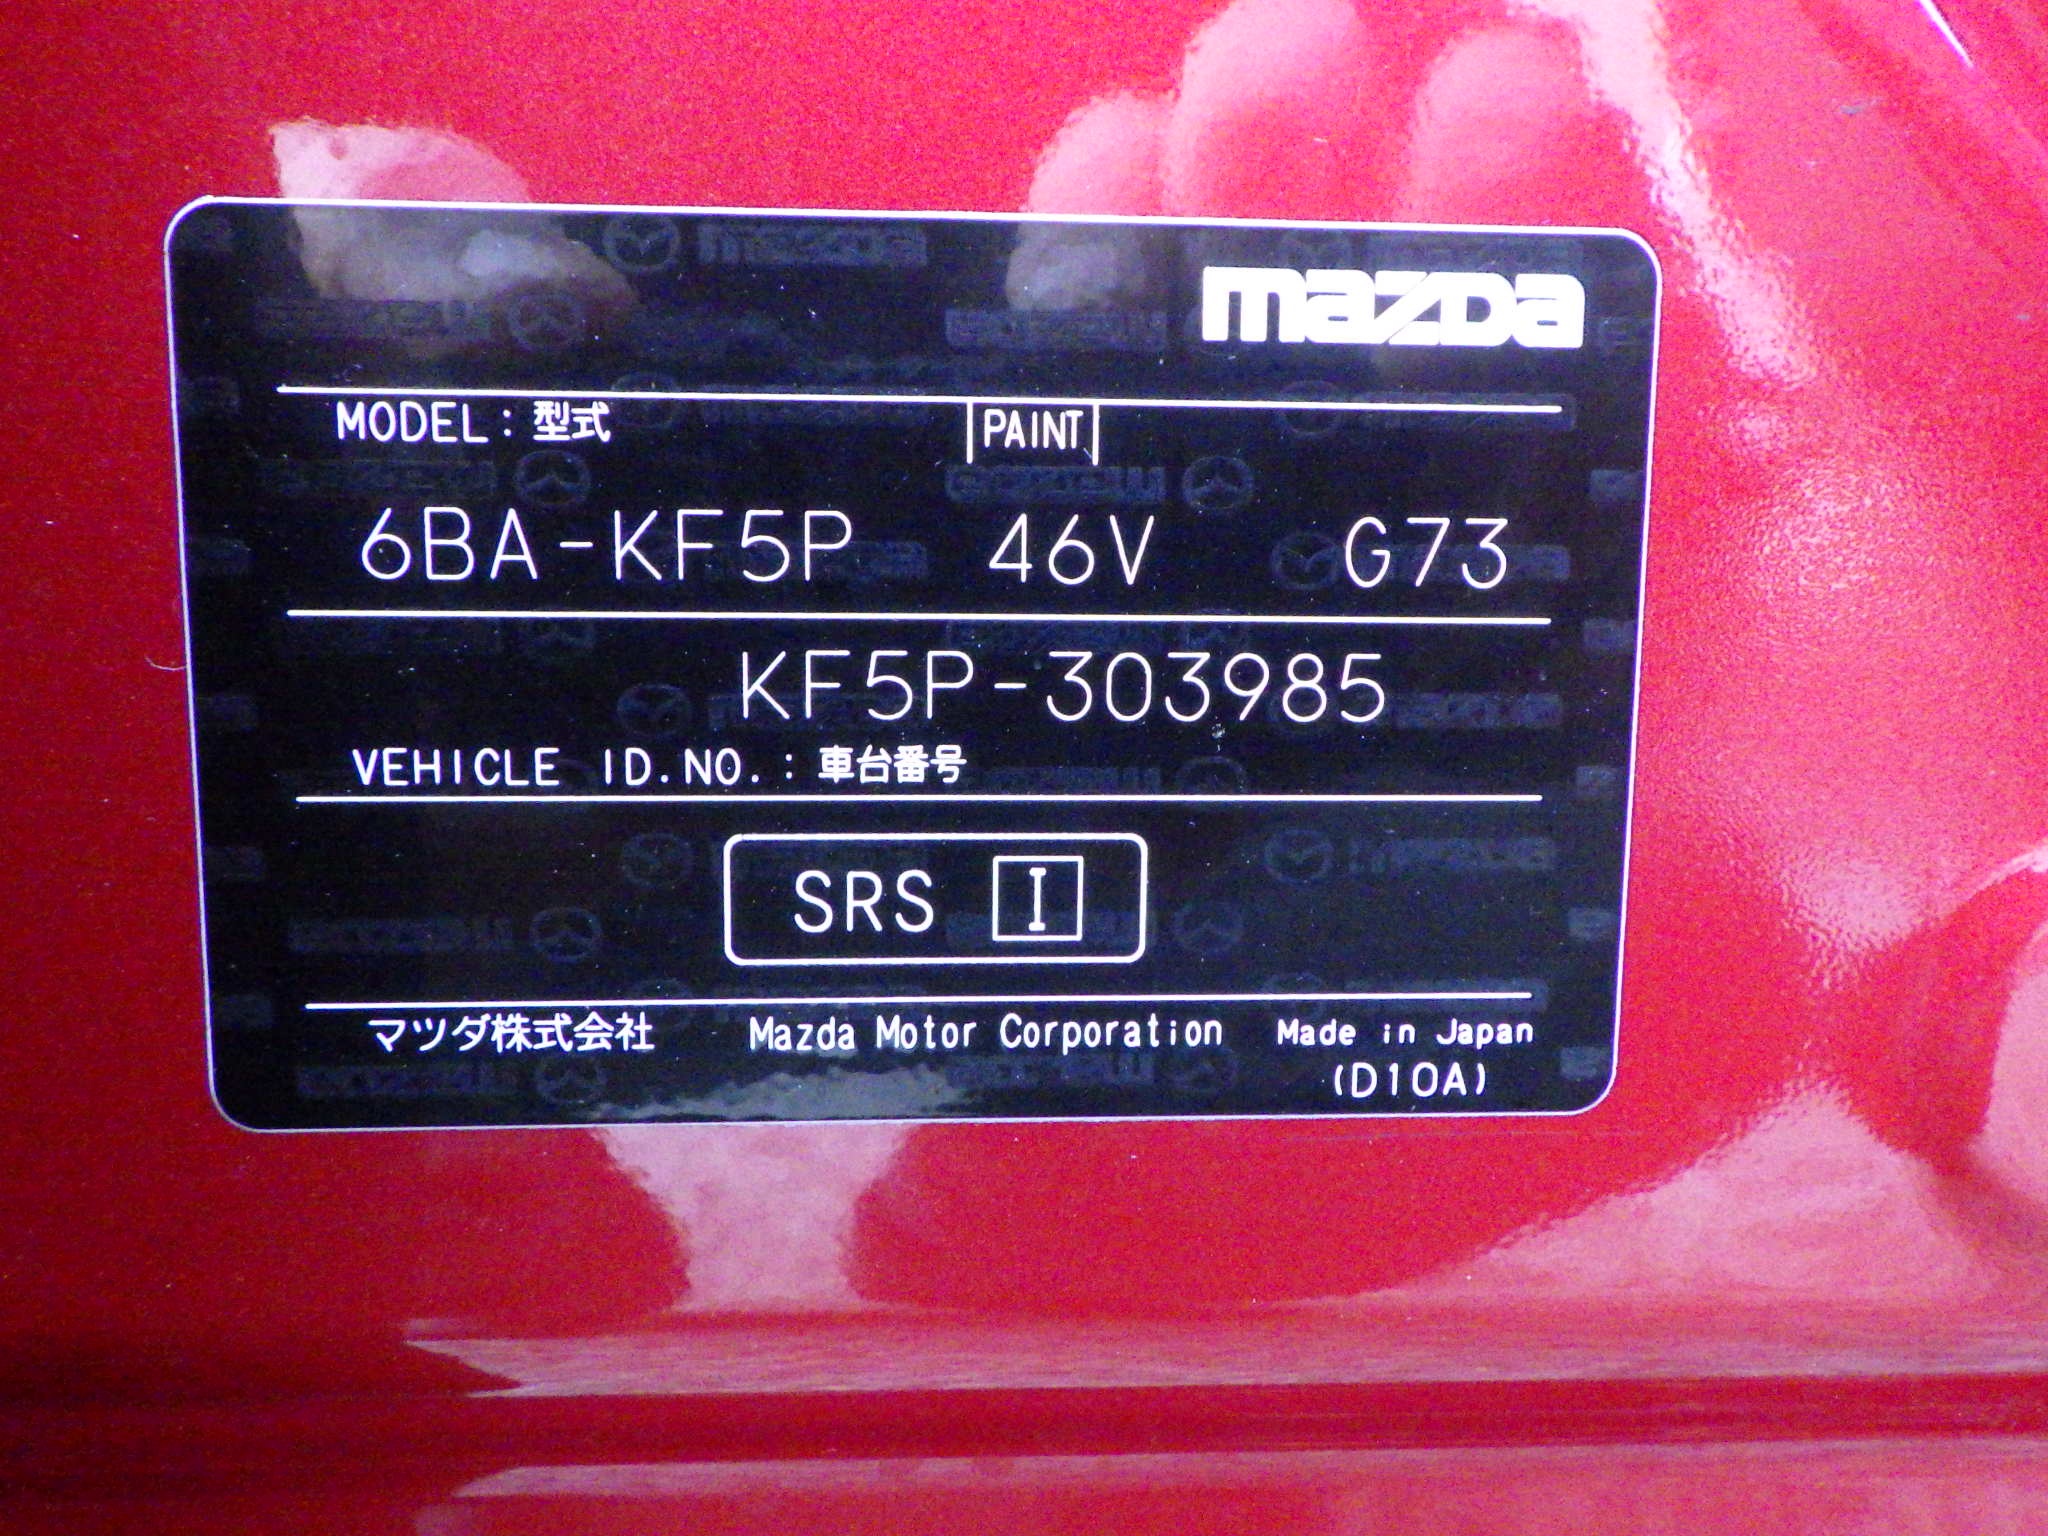 mazda
MODEL: 型式 PAINT
6BA-KF5P 46V G73
KF5P-303985
VEHICLE ID.NO.: 車台番号
SRS I
マツダ株式会社 Mazda Motor Corporation Made in Japan
(D10A)